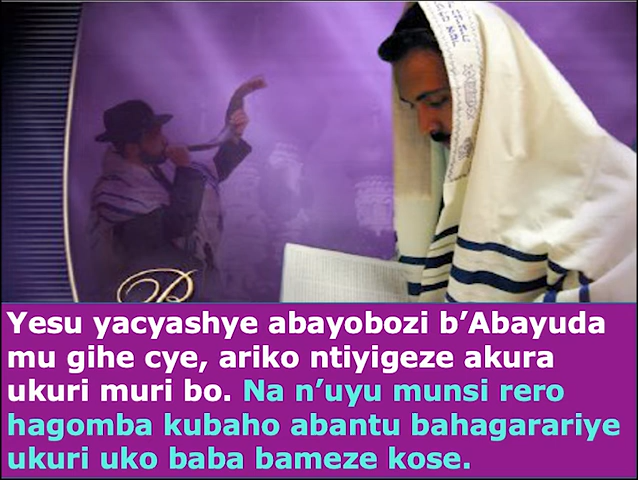 Yesu yacyashye abayobozi b’Abayuda
mu gihe cye, ariko ntiyigeze akura
ukuri muri bo. Na n’uyu munsi rero
hagomba kubaho abantu bahagarariye
ukuri uko baba bameze kose.